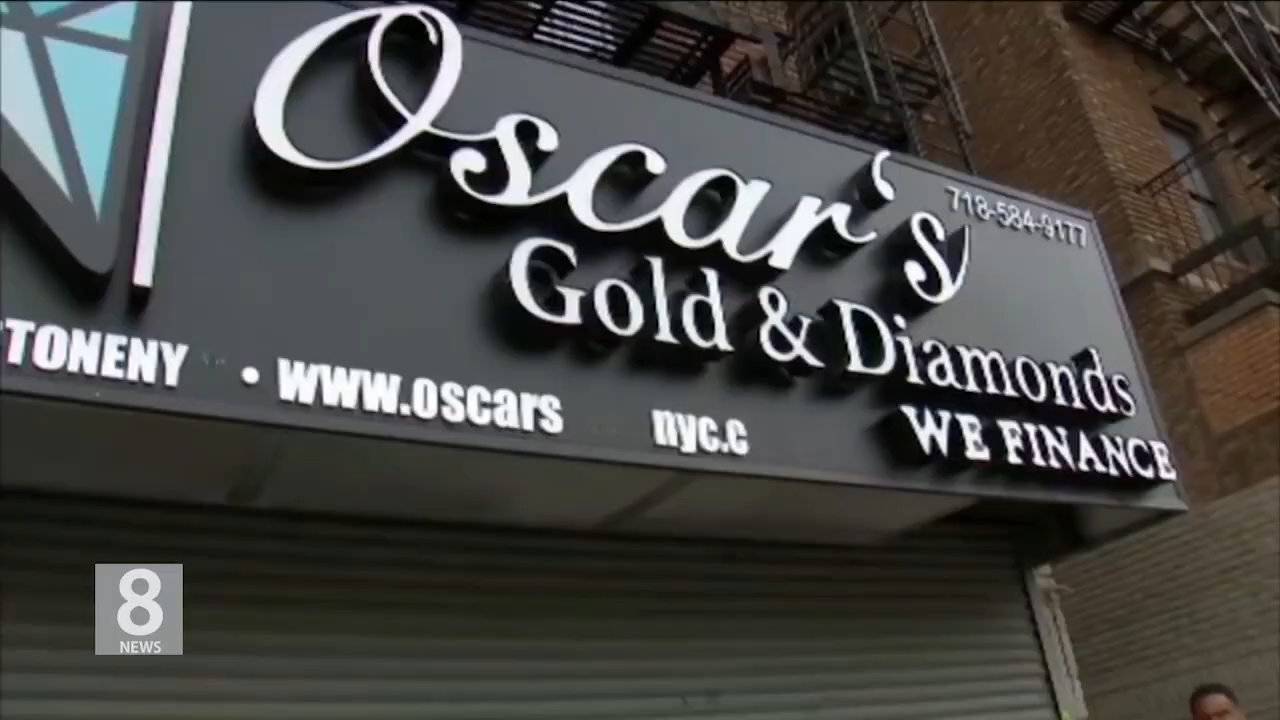 Oscar's
718-584-9177
Gold & Diamonds
WE FINANCE
TONENY • www.oscars nyc.c
8
NEWS